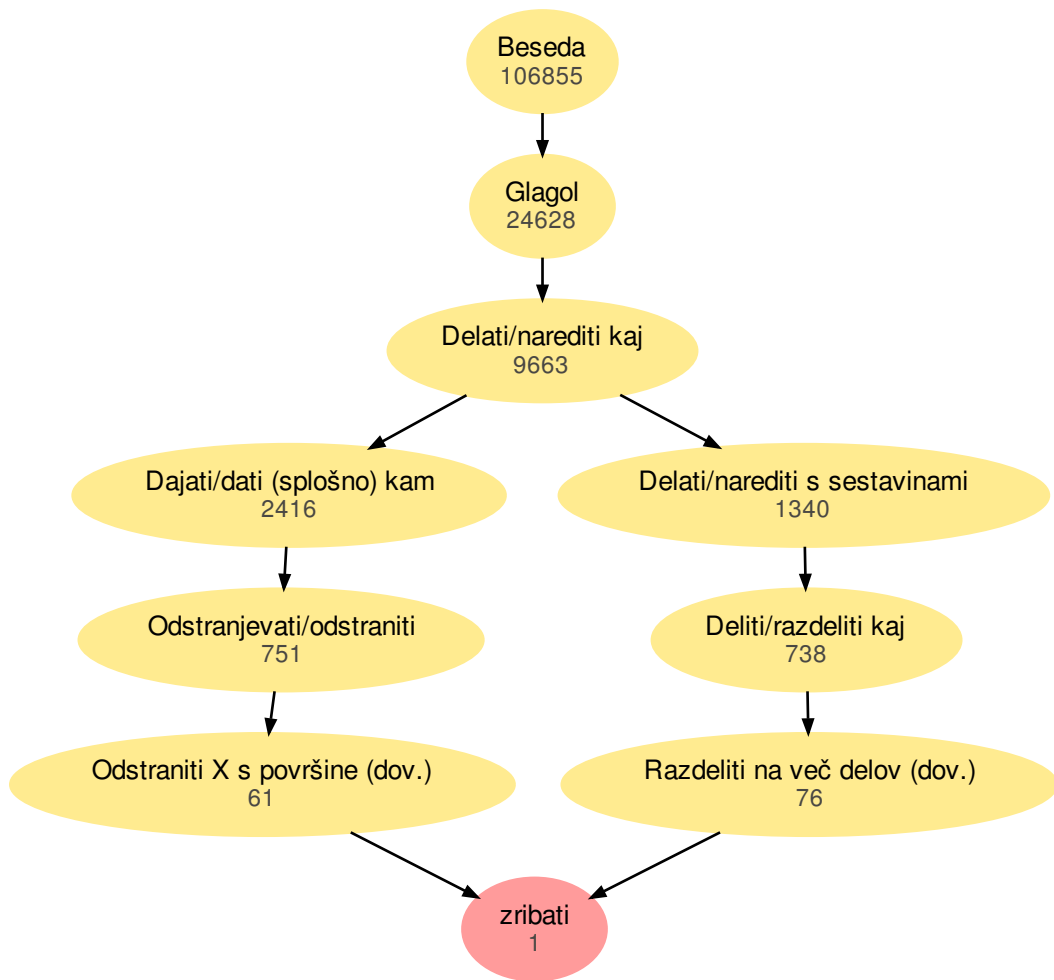 Beseda
106855
Glagol
24628
Delati/narediti kaj
9663
Dajati/dati (splošno) kam
2416
Delati/narediti s sestavinami
1340
Odstranjevati/odstraniti
751
Deliti/razdeliti kaj
738
Odstraniti X s površine (dov.)
61
Razdeliti na več delov (dov.)
76
zribati
1